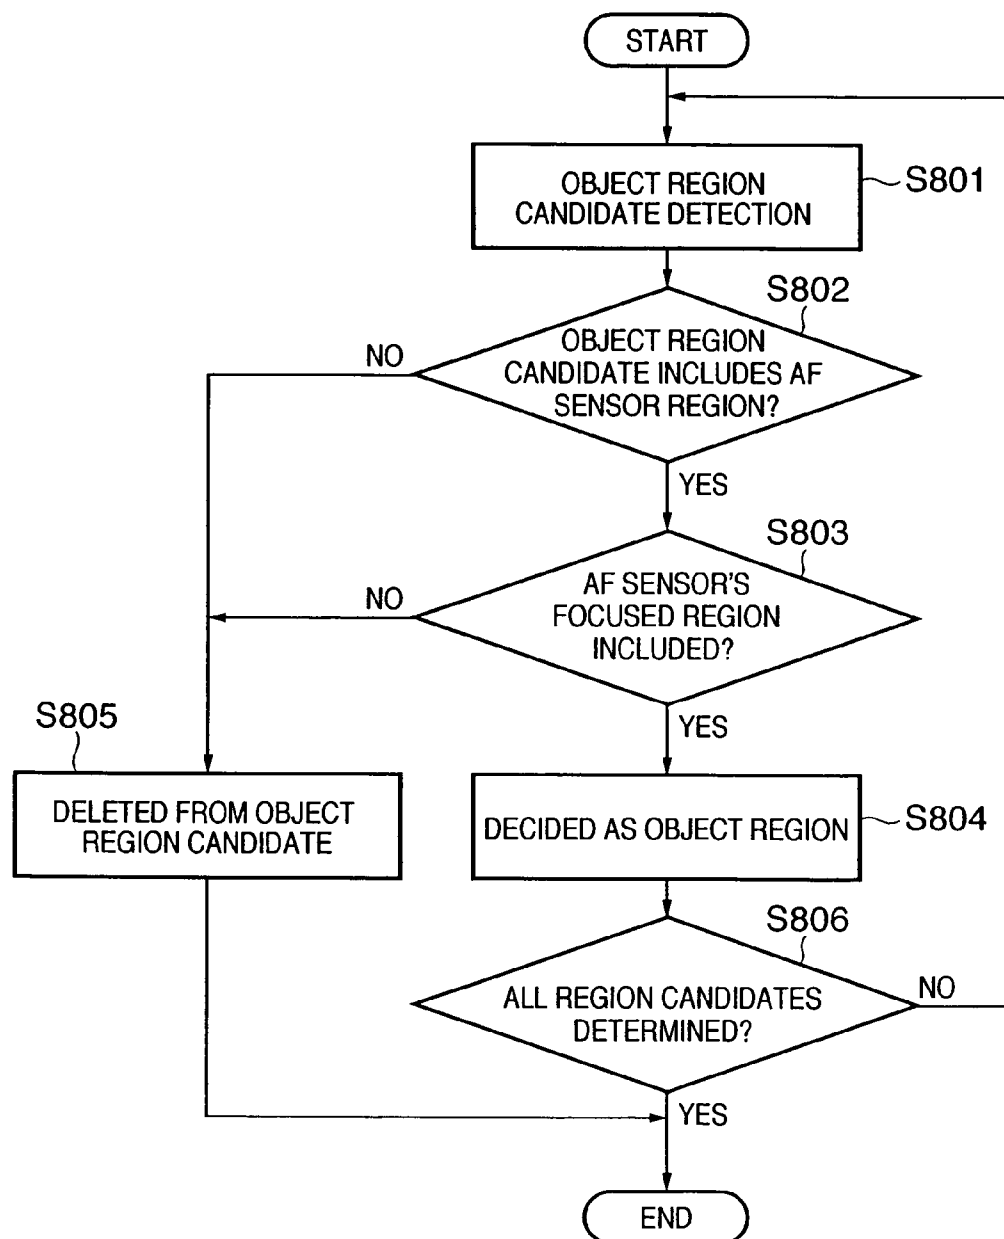 START
OBJECT REGION
CANDIDATE DETECTION
S801
S802
OBJECT REGION
CANDIDATE INCLUDES AF
SENSOR REGION?
NO
YES
S803
AF SENSOR'S
FOCUSED REGION
INCLUDED?
NO
YES
S805
DELETED FROM OBJECT
REGION CANDIDATE
DECIDED AS OBJECT REGION
S804
S806
ALL REGION CANDIDATES
DETERMINED?
NO
YES
END